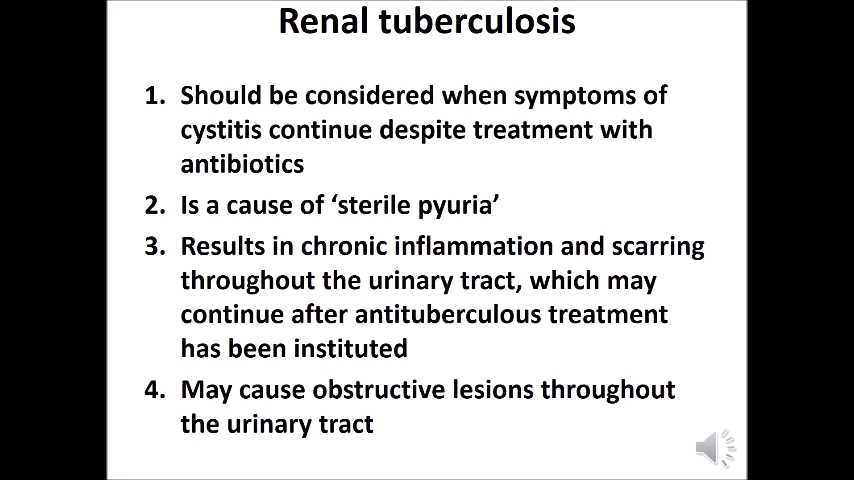 Renal tuberculosis
1. Should be considered when symptoms of
cystitis continue despite treatment with
antibiotics
2. Is a cause of ‘sterile pyuria’
3. Results in chronic inflammation and scarring
throughout the urinary tract, which may
continue after antituberculous treatment
has been instituted
4. May cause obstructive lesions throughout
the urinary tract